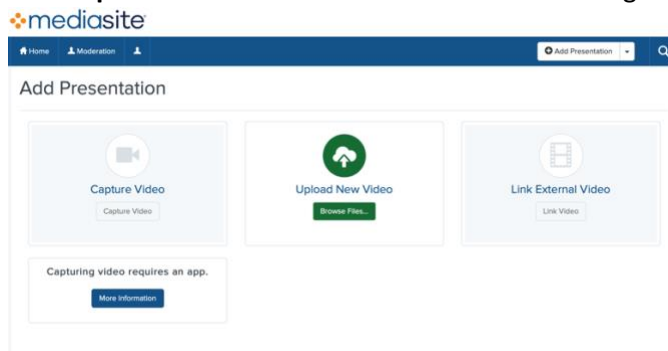 mediasite
Home Moderation Add Presentation
Add Presentation
Capture Video Upload New Video Link External Video
Capture Video Browse Files... Link Video
Capturing video requires an app.
More Information